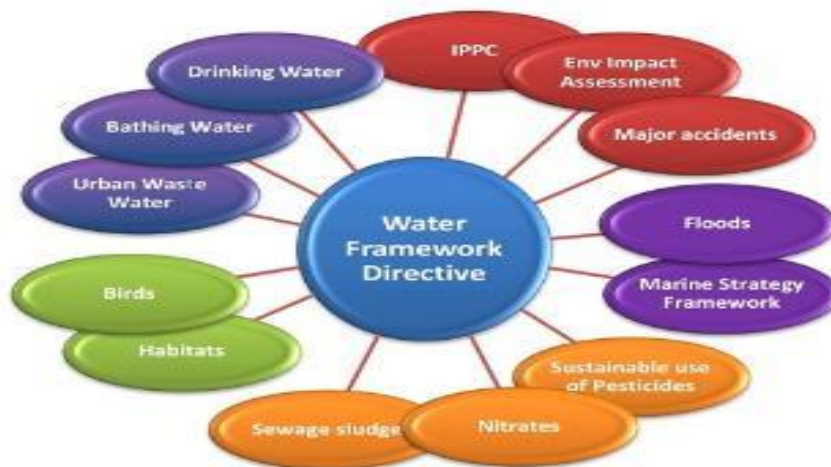 IPPC
Env Impact
Assessment
Major accidents
Floods
Marine Strategy
Framework
Sustainable use
of Pesticides
Nitrates
Sewage sludge
Habitats
Birds
Urban Waste
Water
Bathing Water
Drinking Water
Water
Framework
Directive